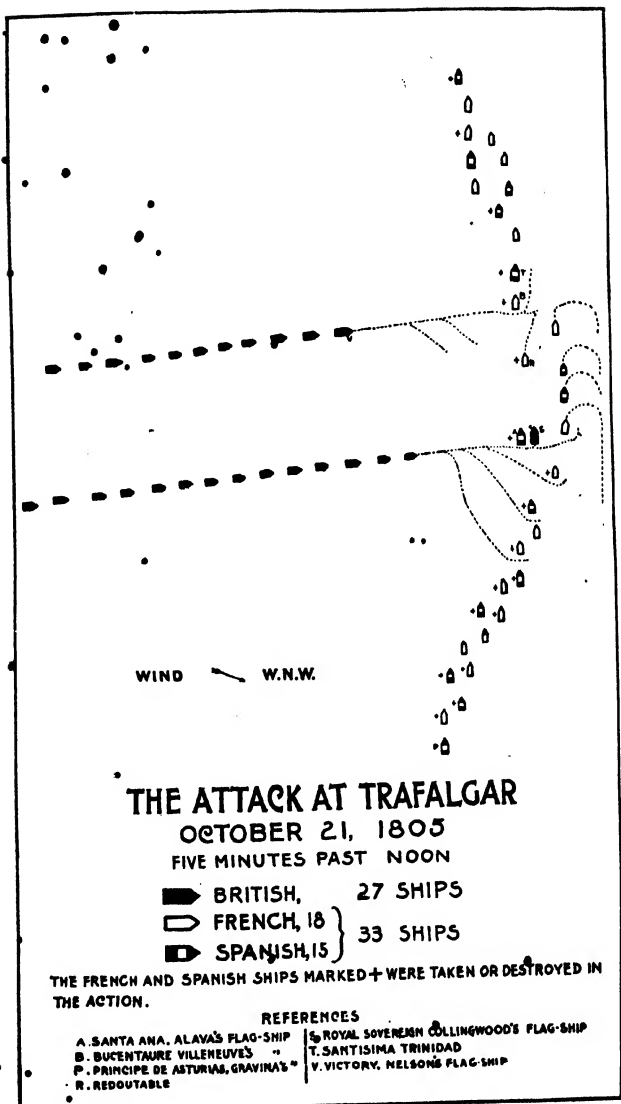 T
B
R
A S
WIND W.N.W.
P
THE ATTACK AT TRAFALGAR
OCTOBER 21, 1805
FIVE MINUTES PAST NOON
BRITISH, 27 SHIPS
FRENCH, 18
33 SHIPS
SPANISH, 15
THE FRENCH AND SPANISH SHIPS MARKED + WERE TAKEN OR DESTROYED IN
THE ACTION.
REFERENCES
A. SANTA ANA, ALAVA'S FLAG-SHIP
B. BUCENTAURE VILLENEUVE'S "
P. PRINCIPE DE ASTURIAS, GRAVINA'S "
R. REDOUTABLE
S. ROYAL SOVEREIGN COLLINGWOOD'S FLAG-SHIP
T. SANTISIMA TRINIDAD
V. VICTORY, NELSON'S FLAG-SHIP